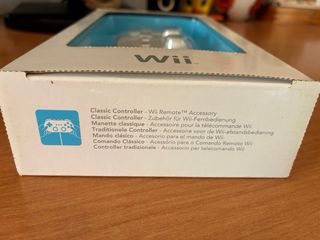 Wii
Classic Controller - Wii Remote™ Accessory
Classic Controller - Zubehör für Wii-Fernbedienung
Manette classique - Accessoire pour la télécommande Wii
Traditionele Controller - Accessoire voor de Wii-afstandsbediening
Mando clásico - Accesorio para el mando de Wii
Comando Clássico - Acessório para o Comando Remoto Wii
Controller tradizionale - Accessorio per telecomando Wii